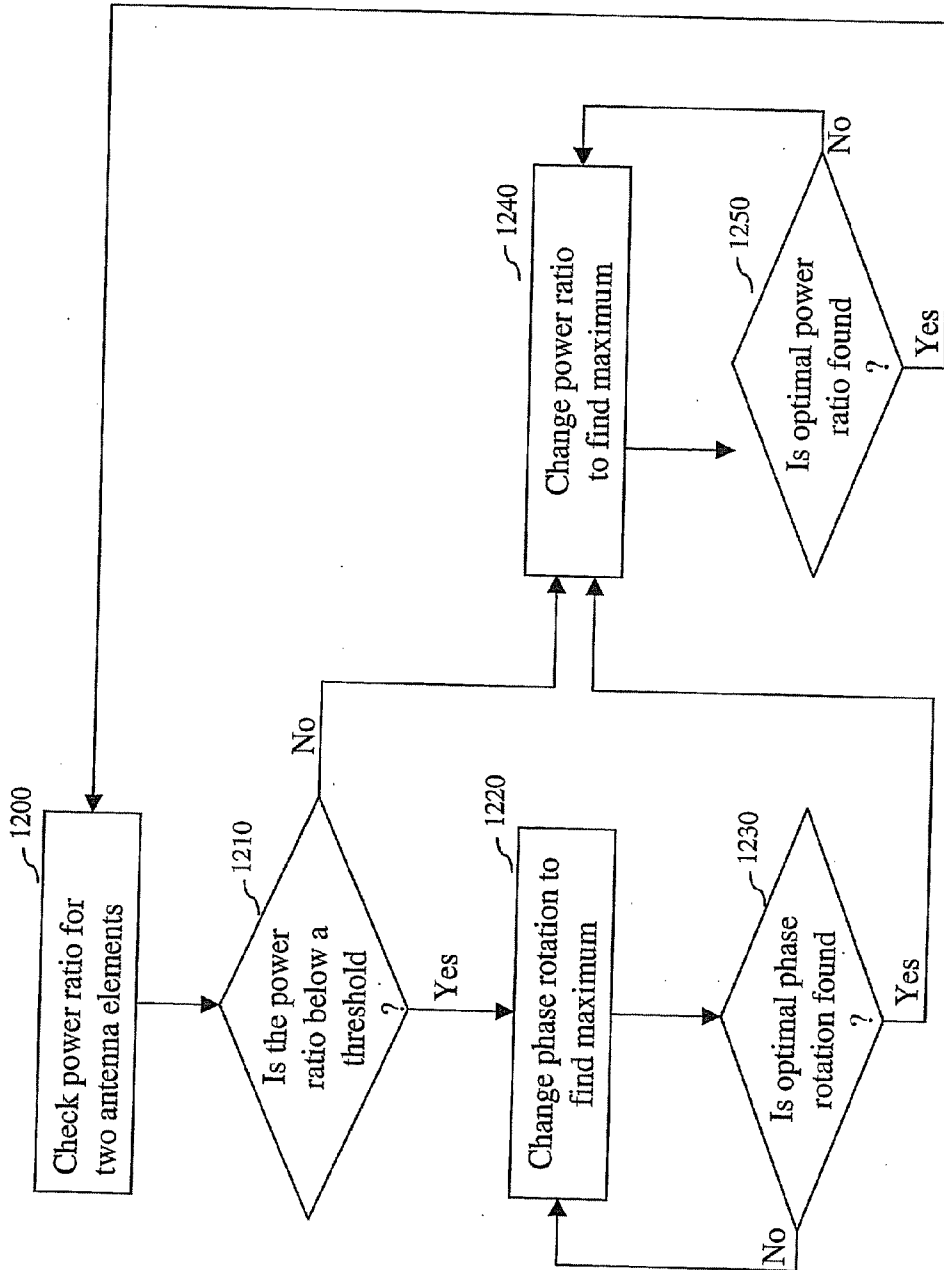 1200
Check power ratio for
two antenna elements
1210
Is the power
ratio below a
threshold
?
No
Yes
1220
Change phase rotation to
find maximum
1230
Is optimal phase
rotation found
?
No
Yes
1240
Change power ratio
to find maximum
1250
Is optimal power
ratio found
?
No
Yes